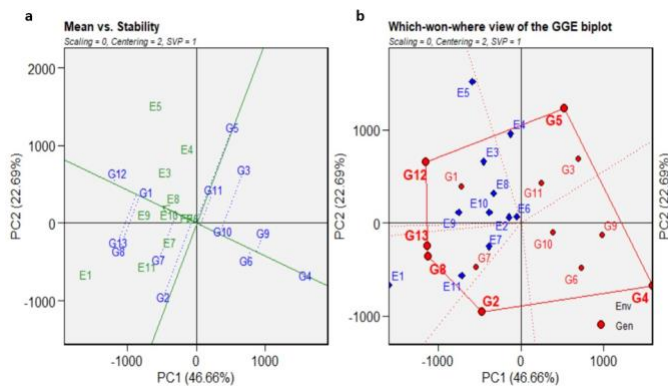 a
Mean vs. Stability
Scaling = 0, Centering = 2, SVP = 1
PC2 (22.69%)
2000
1000
0
-1000
E5
E4
G5
G12
E3
G3
G1
E8
G11
E9
E10
G10
G9
G13
G8
E7
E11
G6
E1
G2
G4
-1000
0
1000
PC1 (46.66%)
b
Which-won-where view of the GGE biplot
Scaling = 0, Centering = 2, SVP = 1
PC2 (22.69%)
1000
0
-1000
E5
G5
E4
G12
E3
G3
G1
E8
G11
E10
E6
E9
E2
G10
G9
G13
E7
G8
G7
G6
E1
E11
G2
G4
Env
Gen
-1000
0
1000
PC1 (46.66%)